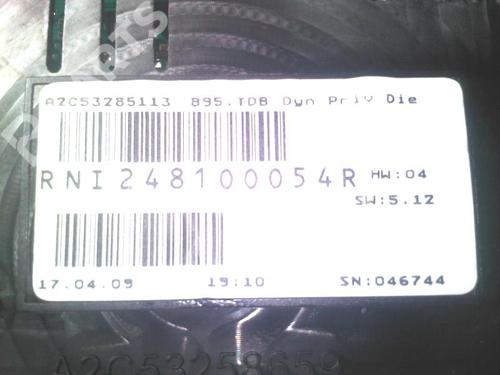 A2C53285113 B95.TDB Dyn Priv Die
RNI248100054R
HW:04
SW:5.12
17.04.09 19:10 SN:046744
A2C53258659